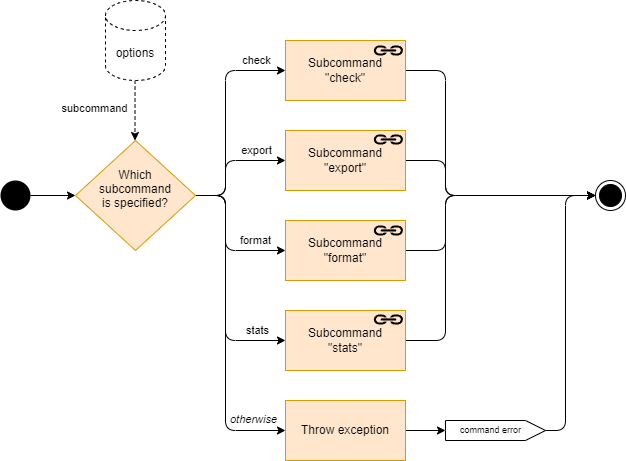 options
subcommand
Which
subcommand
is specified?
check
Subcommand
"check"
export
Subcommand
"export"
format
Subcommand
"format"
stats
Subcommand
"stats"
otherwise
Throw exception
command error